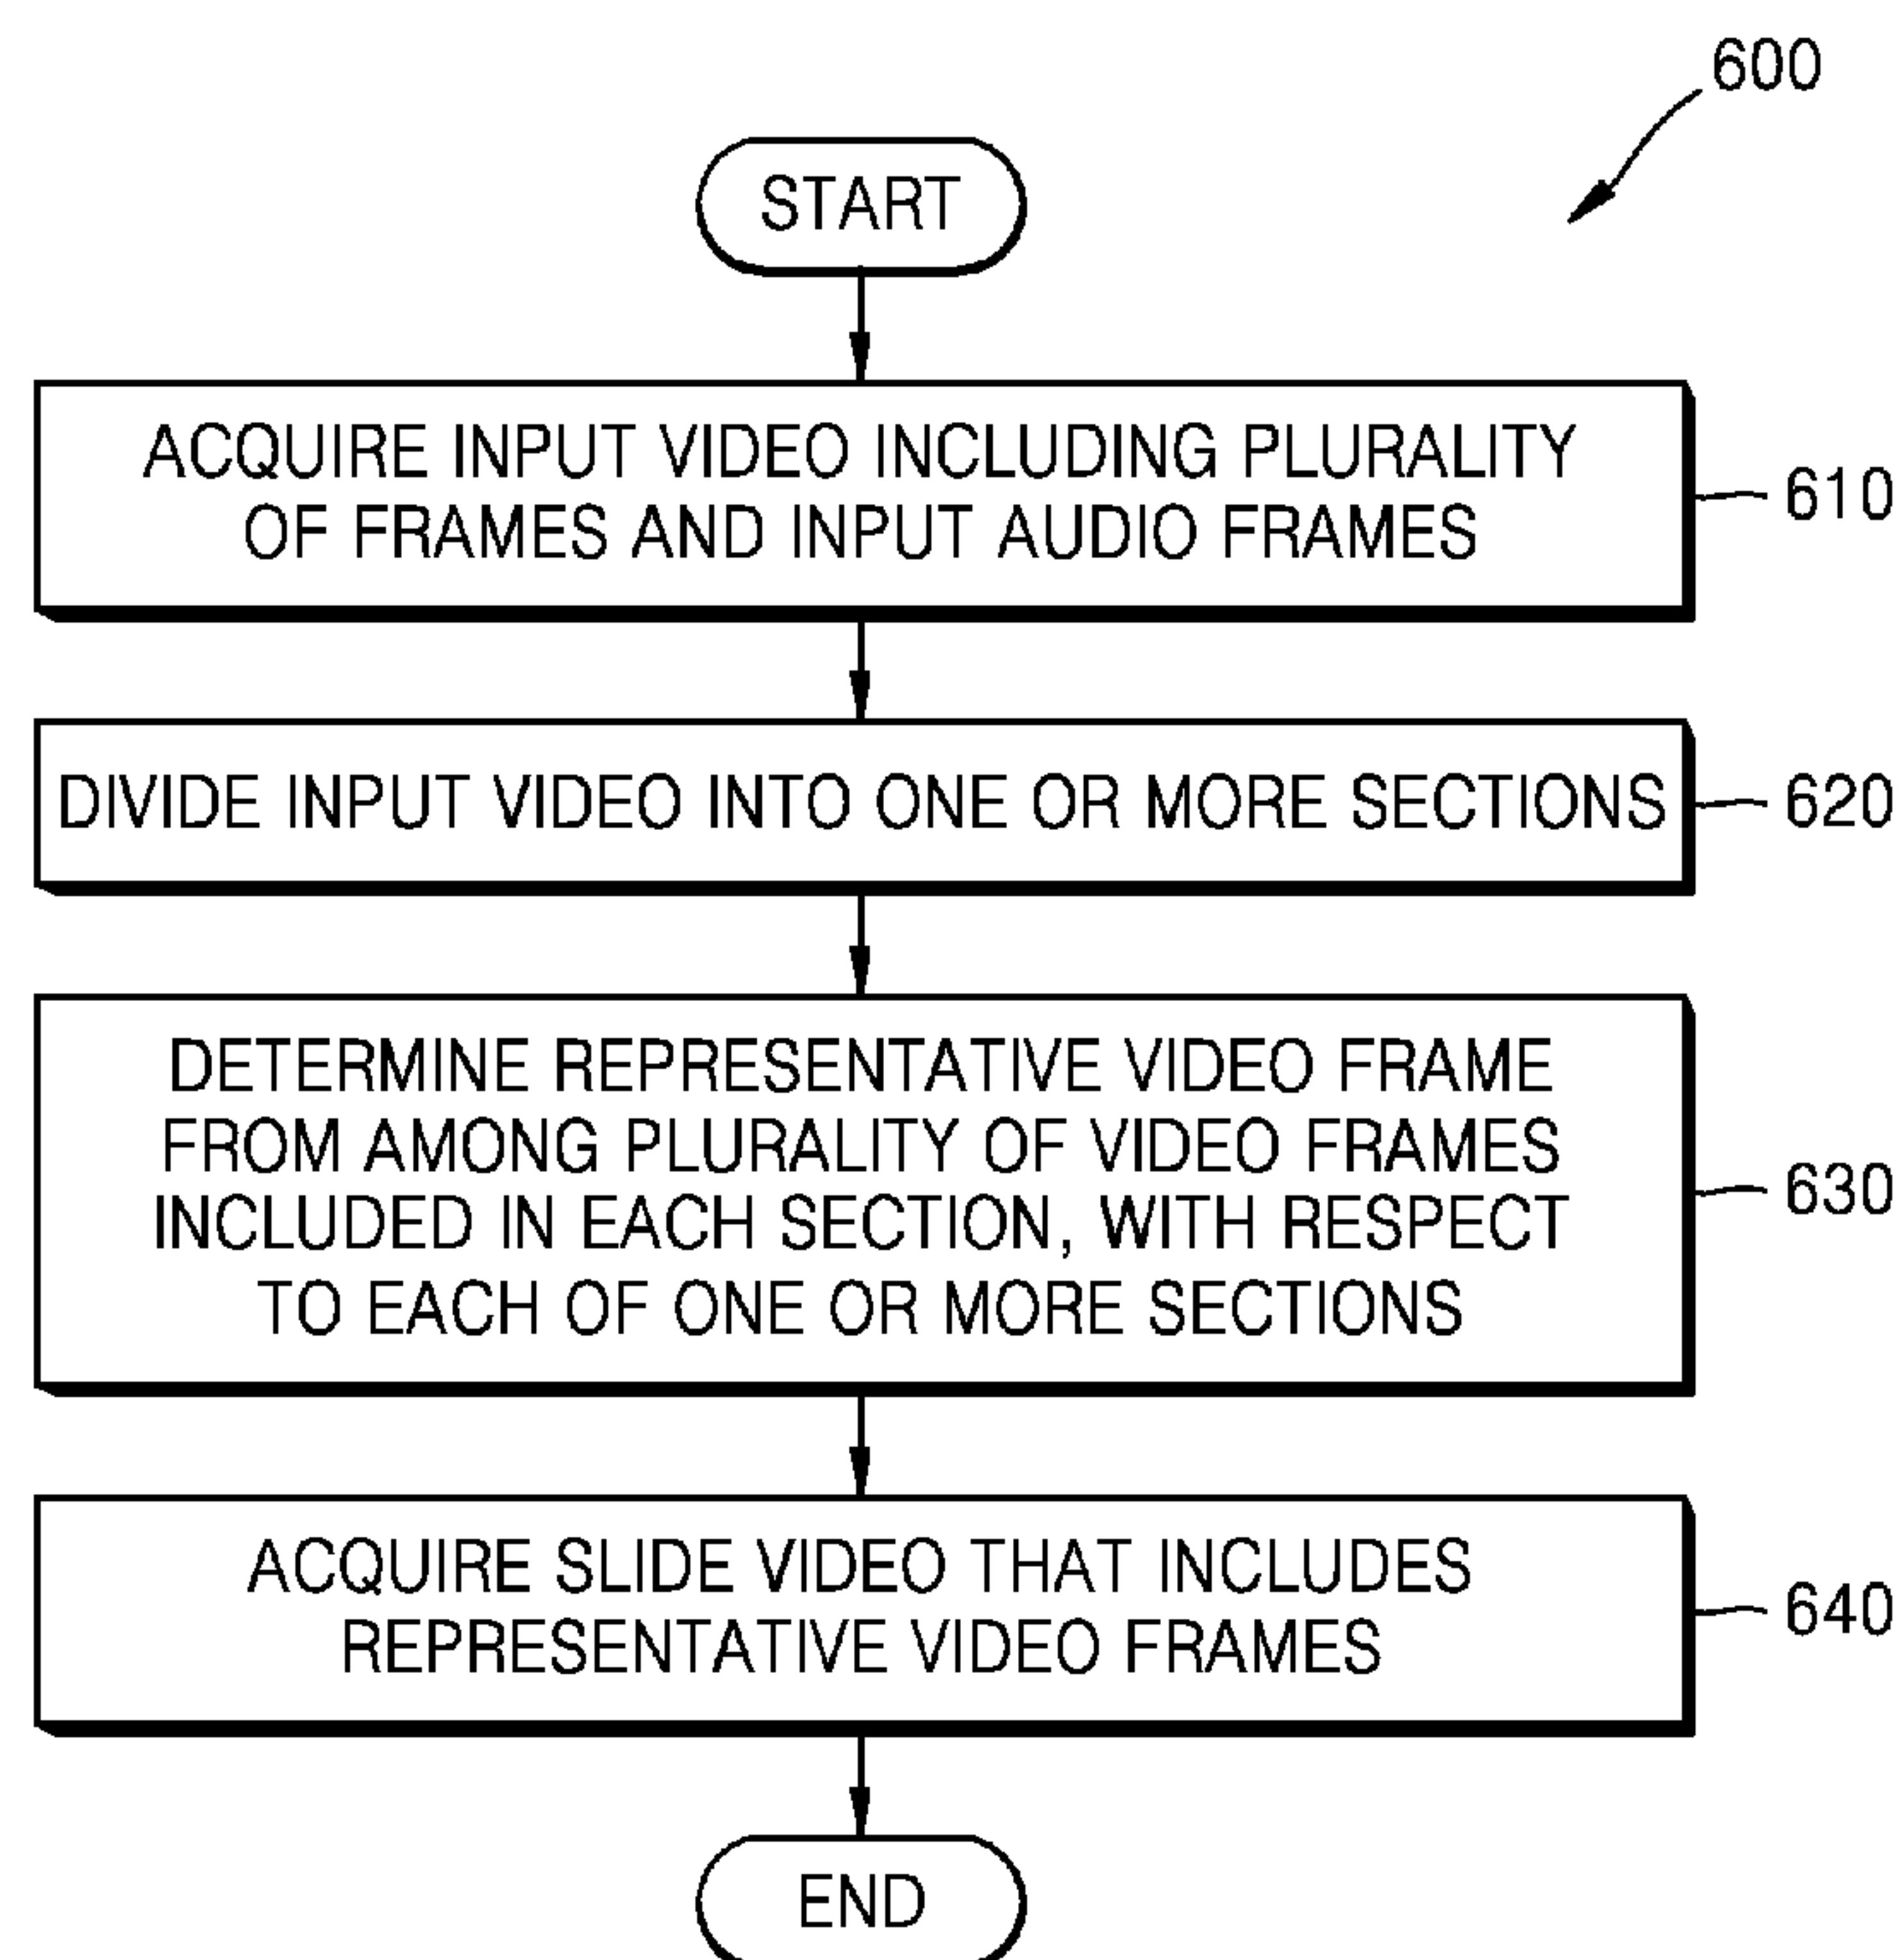 600
START
ACQUIRE INPUT VIDEO INCLUDING PLURALITY
OF FRAMES AND INPUT AUDIO FRAMES
610
DIVIDE INPUT VIDEO INTO ONE OR MORE SECTIONS
620
DETERMINE REPRESENTATIVE VIDEO FRAME
FROM AMONG PLURALITY OF VIDEO FRAMES
INCLUDED IN EACH SECTION, WITH RESPECT
TO EACH OF ONE OR MORE SECTIONS
630
ACQUIRE SLIDE VIDEO THAT INCLUDES
REPRESENTATIVE VIDEO FRAMES
640
END